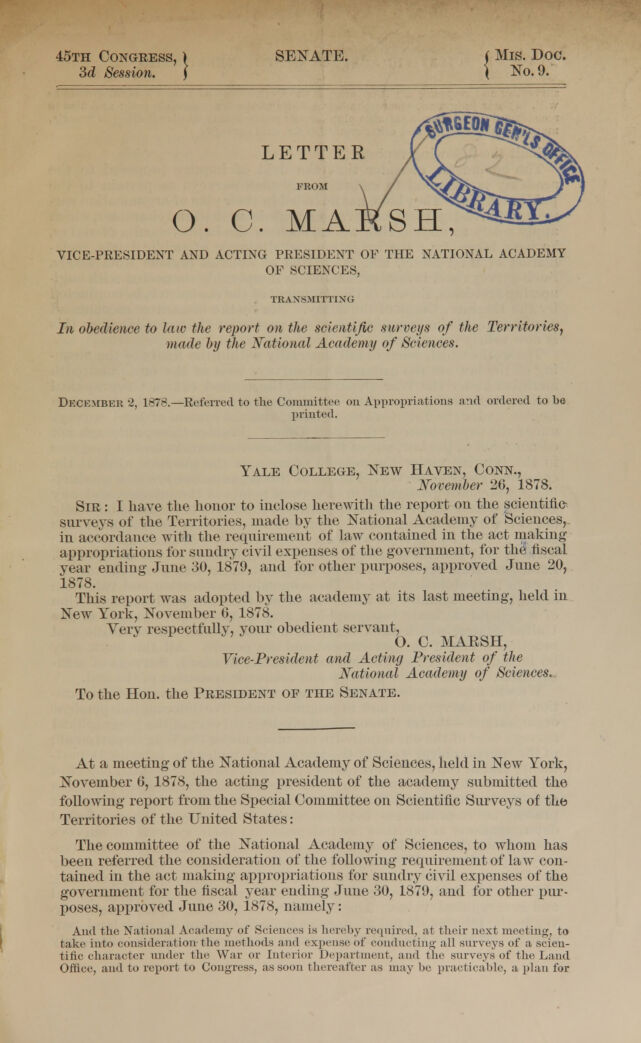 45TH CONGRESS, SENATE. MIS. DOC.
3d Session. No. 9.
SURGEON GEN'LS OFFICE
82
LIBRARY.
LETTER
FROM
O. C. MARSH,
VICE-PRESIDENT AND ACTING PRESIDENT OF THE NATIONAL ACADEMY
OF SCIENCES,
TRANSMITTING
In obedience to law the report on the scientific surveys of the Territories,
made by the National Academy of Sciences.
DECEMBER 2, 1878.—Referred to the Committee on Appropriations and ordered to be
printed.
YALE COLLEGE, NEW HAVEN, CONN.,
November 26, 1878.
SIR: I have the honor to inclose herewith the report on the scientific
surveys of the Territories, made by the National Academy of Sciences,
in accordance with the requirement of law contained in the act making
appropriations for sundry civil expenses of the government, for the fiscal
year ending June 30, 1879, and for other purposes, approved June 20,
1878.
This report was adopted by the academy at its last meeting, held in
New York, November 6, 1878.
Very respectfully, your obedient servant,
O. C. MARSH,
Vice-President and Acting President of the
National Academy of Sciences.
To the Hon. the PRESIDENT OF THE SENATE.
At a meeting of the National Academy of Sciences, held in New York,
November 6, 1878, the acting president of the academy submitted the
following report from the Special Committee on Scientific Surveys of the
Territories of the United States:
The committee of the National Academy of Sciences, to whom has
been referred the consideration of the following requirement of law con-
tained in the act making appropriations for sundry civil expenses of the
government for the fiscal year ending June 30, 1879, and for other pur-
poses, approved June 30, 1878, namely:
And the National Academy of Sciences is hereby required, at their next meeting, to
take into consideration the methods and expense of conducting all surveys of a scien-
tific character under the War or Interior Department, and the surveys of the Land
Office, and to report to Congress, as soon thereafter as may be practicable, a plan for